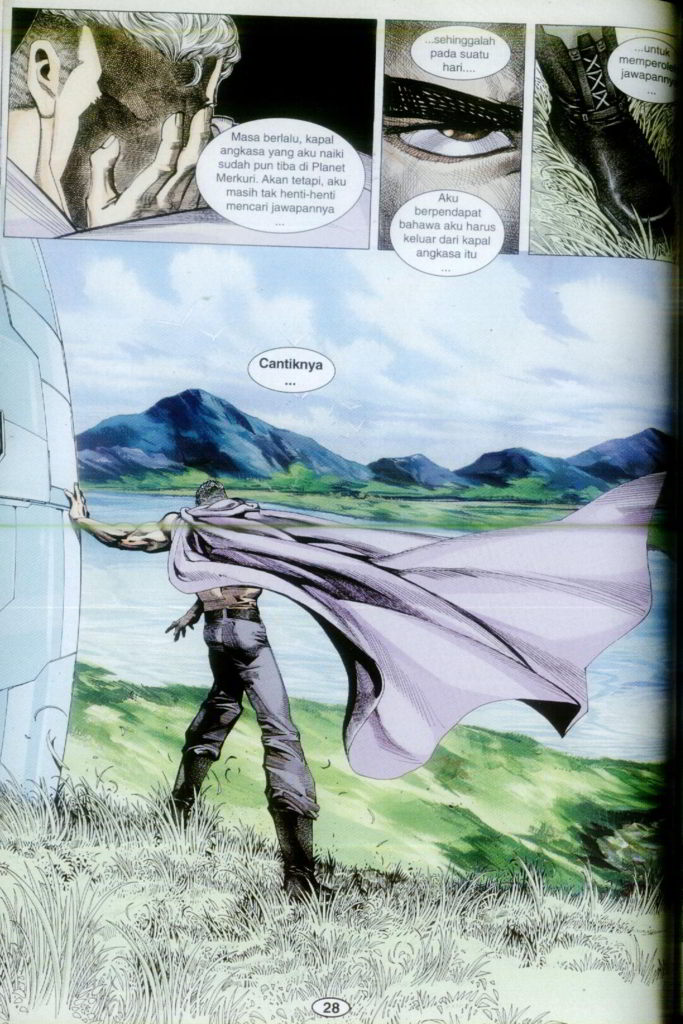 Masa berlalu, kapal
angkasa yang aku naiki
sudah pun tiba di Planet
Merkuri. Akan tetapi, aku
masih tak henti-henti
mencari jawapannya
...
...sehinggalah
pada suatu
hari....
Aku
berpendapat
bahawa aku harus
keluar dari kapal
angkasa itu
...
...untuk
memperolehi
jawapannya
...
Cantiknya
...
28